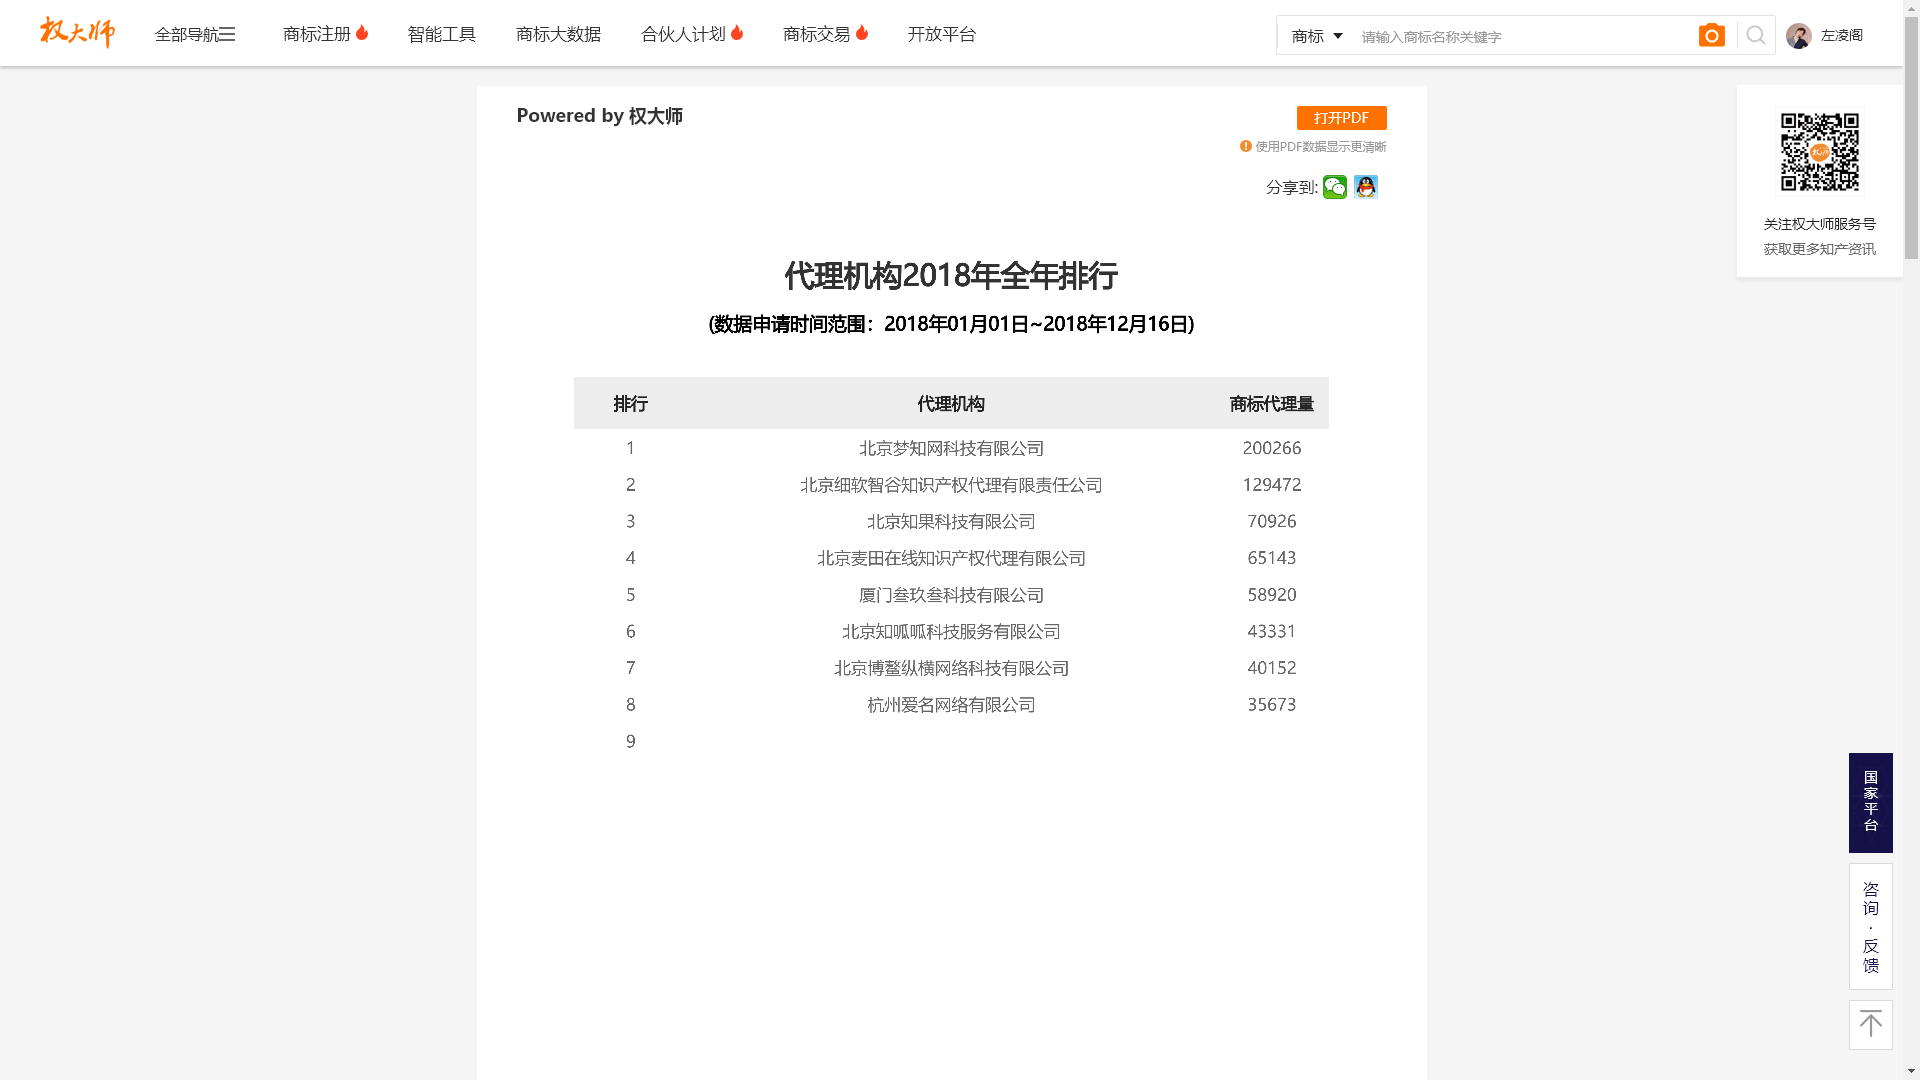 权大师 全部导航 商标注册 智能工具 商标大数据 合伙人计划 商标交易 开放平台 商标 请输入商标名称关键字 左凌阁
Powered by 权大师
打开PDF
使用PDF数据显示更清晰
分享到:
关注权大师服务号
获取更多知产资讯
代理机构2018年全年排行
(数据申请时间范围：2018年01月01日~2018年12月16日)
排行 代理机构 商标代理量
1 北京梦知网科技有限公司 200266
2 北京细软智谷知识产权代理有限责任公司 129472
3 北京知果科技有限公司 70926
4 北京麦田在线知识产权代理有限公司 65143
5 厦门叁玖叁科技有限公司 58920
6 北京知呱呱科技服务有限公司 43331
7 北京博鳌纵横网络科技有限公司 40152
8 杭州爱名网络有限公司 35673
9
国家平台
咨询·反馈